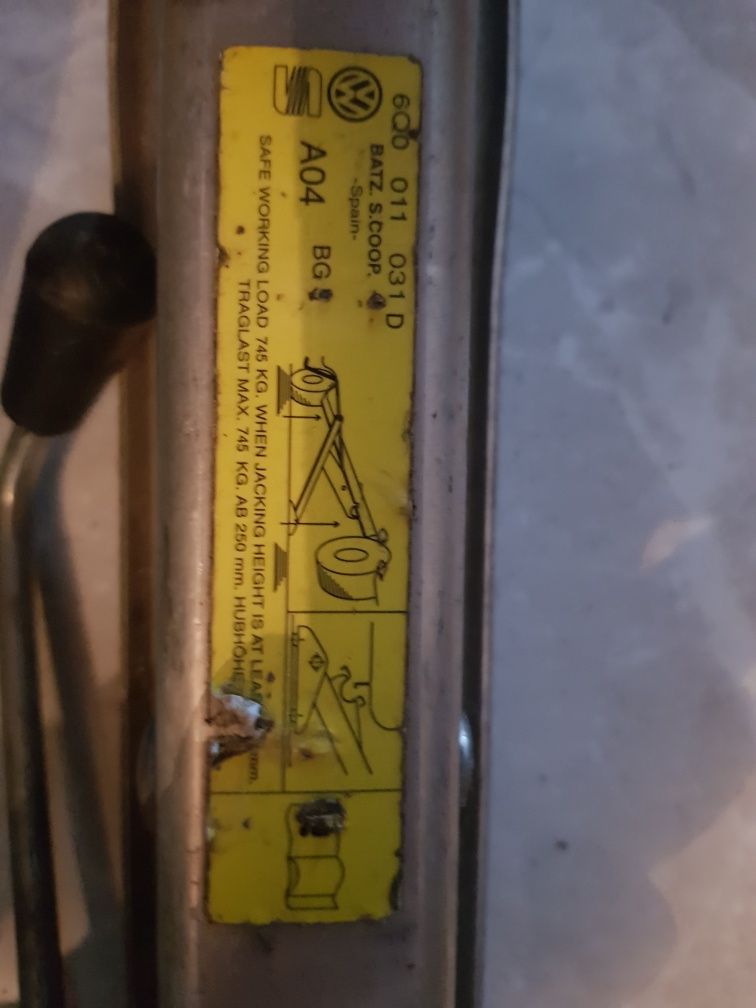 6Q0 011 031 D
BATZ. S.COOP.
-Spain-
A04 BG
SAFE WORKING LOAD 745 KG. WHEN JACKING HEIGHT IS AT mm.
TRAGLAST MAX. 745 KG. AB 250 mm. HUBHÖHE